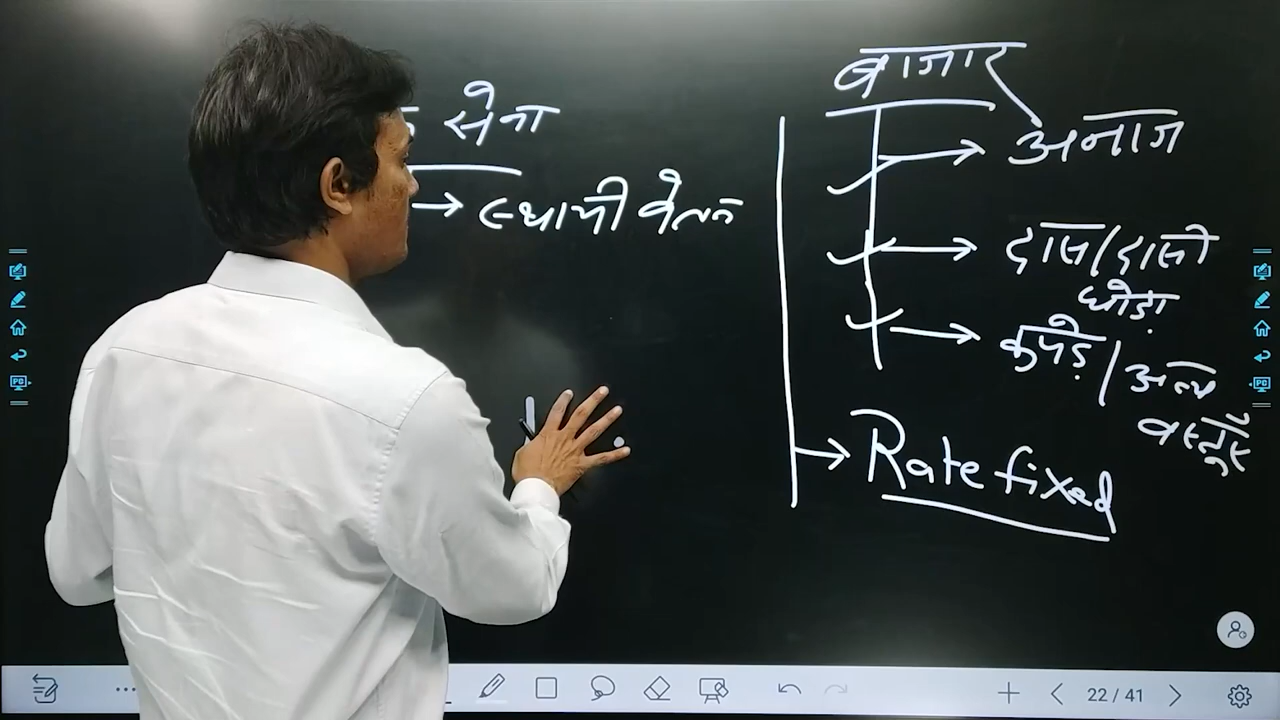 सेना
→ स्थायी वेतन
बाजार
→ अनाज
→ दास/दासी
घोड़ा
→ कपड़े/अन्य
वस्तुएँ
→ Rate fixed
22 / 41